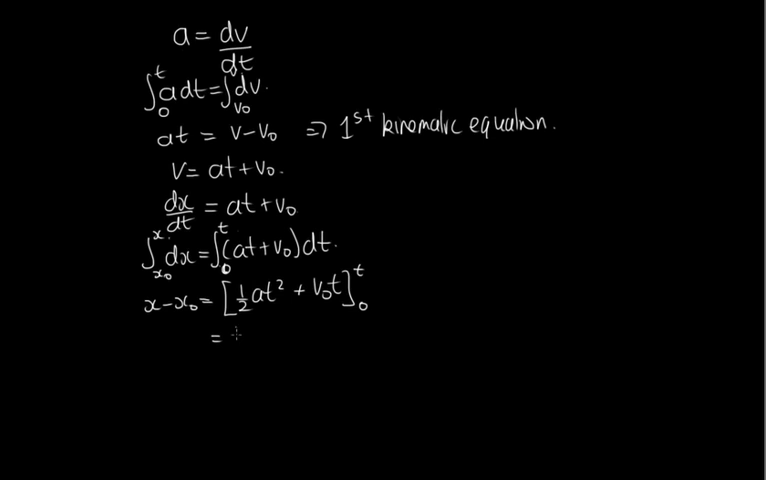 a = dv/dt
∫₀ᵗ a dt = ∫ᵥ₀ dv.
at = v − v₀ ⇒ 1st kinematic equation.
v = at + v₀.
dx/dt = at + v₀
∫ₓ₀ˣ dx = ∫₀ᵗ (at + v₀) dt.
x − x₀ = [½at² + v₀t]₀ᵗ
=